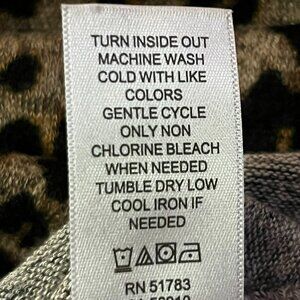 TURN INSIDE OUT
MACHINE WASH
COLD WITH LIKE
COLORS
GENTLE CYCLE
ONLY NON
CHLORINE BLEACH
WHEN NEEDED
TUMBLE DRY LOW
COOL IRON IF
NEEDED
RN 51783